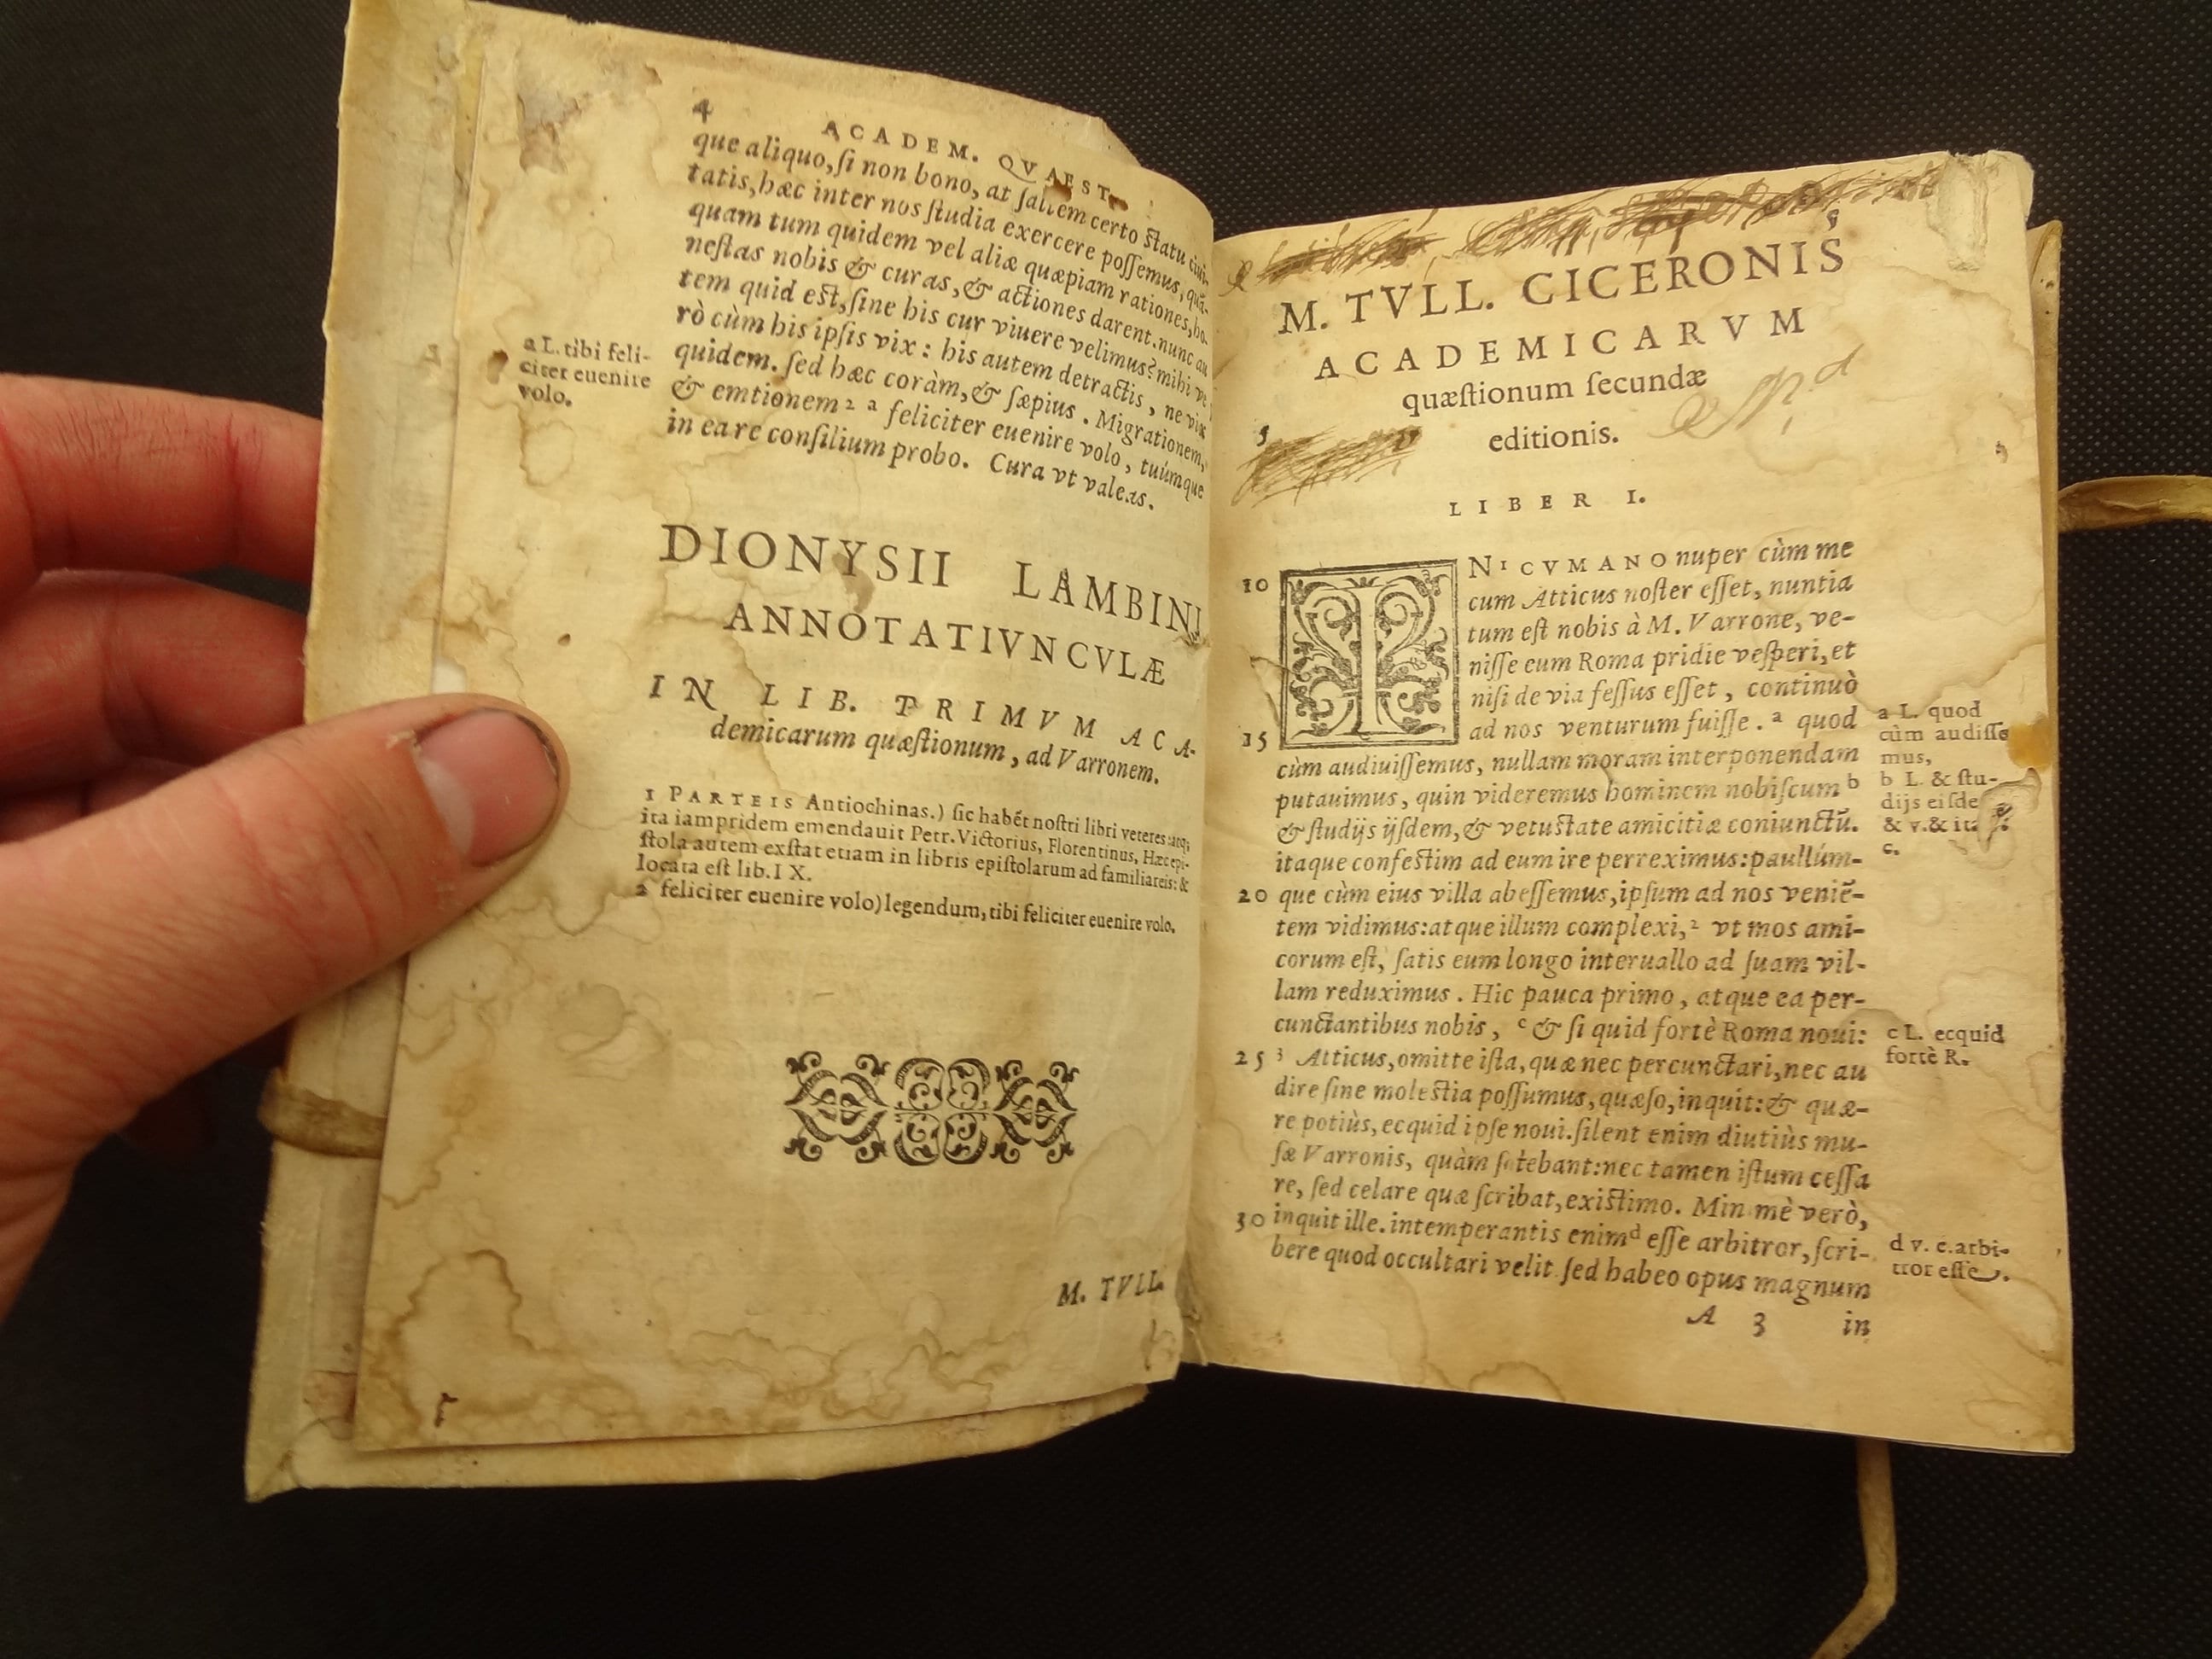 4 ACADEM. QVAEST.
que aliquo, ſi non bono, at ſaltem certo ſtatu ciui-
tatis, hæc inter nos ſtudia exercere poſſemus, quã-
quam tum quidem vel aliæ quæpiam rationes, ho-
neſtas nobis & curas, & actiones darent. nunc au
tem quid eſt, ſine his cur viuere velimus? mihi ve
rò cùm his ipſis vix: his autem detractis, ne vix
quidem. ſed hæc coràm, & ſæpius. Migrationem,
& emtionem 2 a feliciter euenire volo, tuúmque
in ea re conſilium probo. Cura vt valeas.
a L. tibi feli-
citer euenire
volo.
DIONYSII LAMBINI
ANNOTATIVNCVLÆ
IN LIB. PRIMVM ACA-
demicarum quæſtionum, ad Varronem.
1 PARTEIS Antiochinas.) ſic habẽt noſtri libri veteres: atq;
ita iampridem emendauit Petr. Victorius, Florentinus, Hæc epi-
ſtola autem exſtat etiam in libris epiſtolarum ad familiareis: &
locata eſt lib. IX.
2 feliciter euenire volo) legendum, tibi feliciter euenire volo.
M. TVLL.
M. TVLL. CICERONIS
ACADEMICARVM
quæſtionum ſecundæ
5
editionis.
LIBER I.
10 IN 1 CVMANO nuper cùm me
cum Atticus noſter eſſet, nuntia
tum eſt nobis à M. Varrone, ve-
niſſe eum Roma pridie veſperi, et
niſi de via feſſus eſſet, continuò
15 ad nos venturum fuiſſe. a quod
cùm audiuiſſemus, nullam moram interponendam
putauimus, quin videremus hominem nobiſcum b
& ſtudijs ijſdem, & vetuſtate amicitiæ coniunctũ.
itaque confeſtim ad eum ire perreximus: paullúm-
20 que cùm eius villa abeſſemus, ipſum ad nos veniẽ-
tem vidimus: atque illum complexi, 2 vt mos ami-
corum eſt, ſatis eum longo interuallo ad ſuam vil-
lam reduximus. Hic pauca primo, atque ea per-
cunctantibus nobis, c & ſi quid fortè Roma noui:
25 3 Atticus, omitte iſta, quæ nec percunctari, nec au
dire ſine moleſtia poſſumus, quæſo, inquit: & quæ-
re potiùs, ecquid ipſe noui. ſilent enim diutiùs mu-
ſæ Varronis, quàm ſolebant: nec tamen iſtum ceſſa
re, ſed celare quæ ſcribat, exiſtimo. Min mè verò,
30 inquit ille. intemperantis enim d eſſe arbitror, ſcri-
bere quod occultari velit. ſed habeo opus magnum
A 3 in
a L. quod
cùm audiſſe
mus,
b L. & ſtu-
dijs eiſde
& v. & it
c.
c L. ecquid
fortè R.
d v. e. arbi-
tror eſſe.